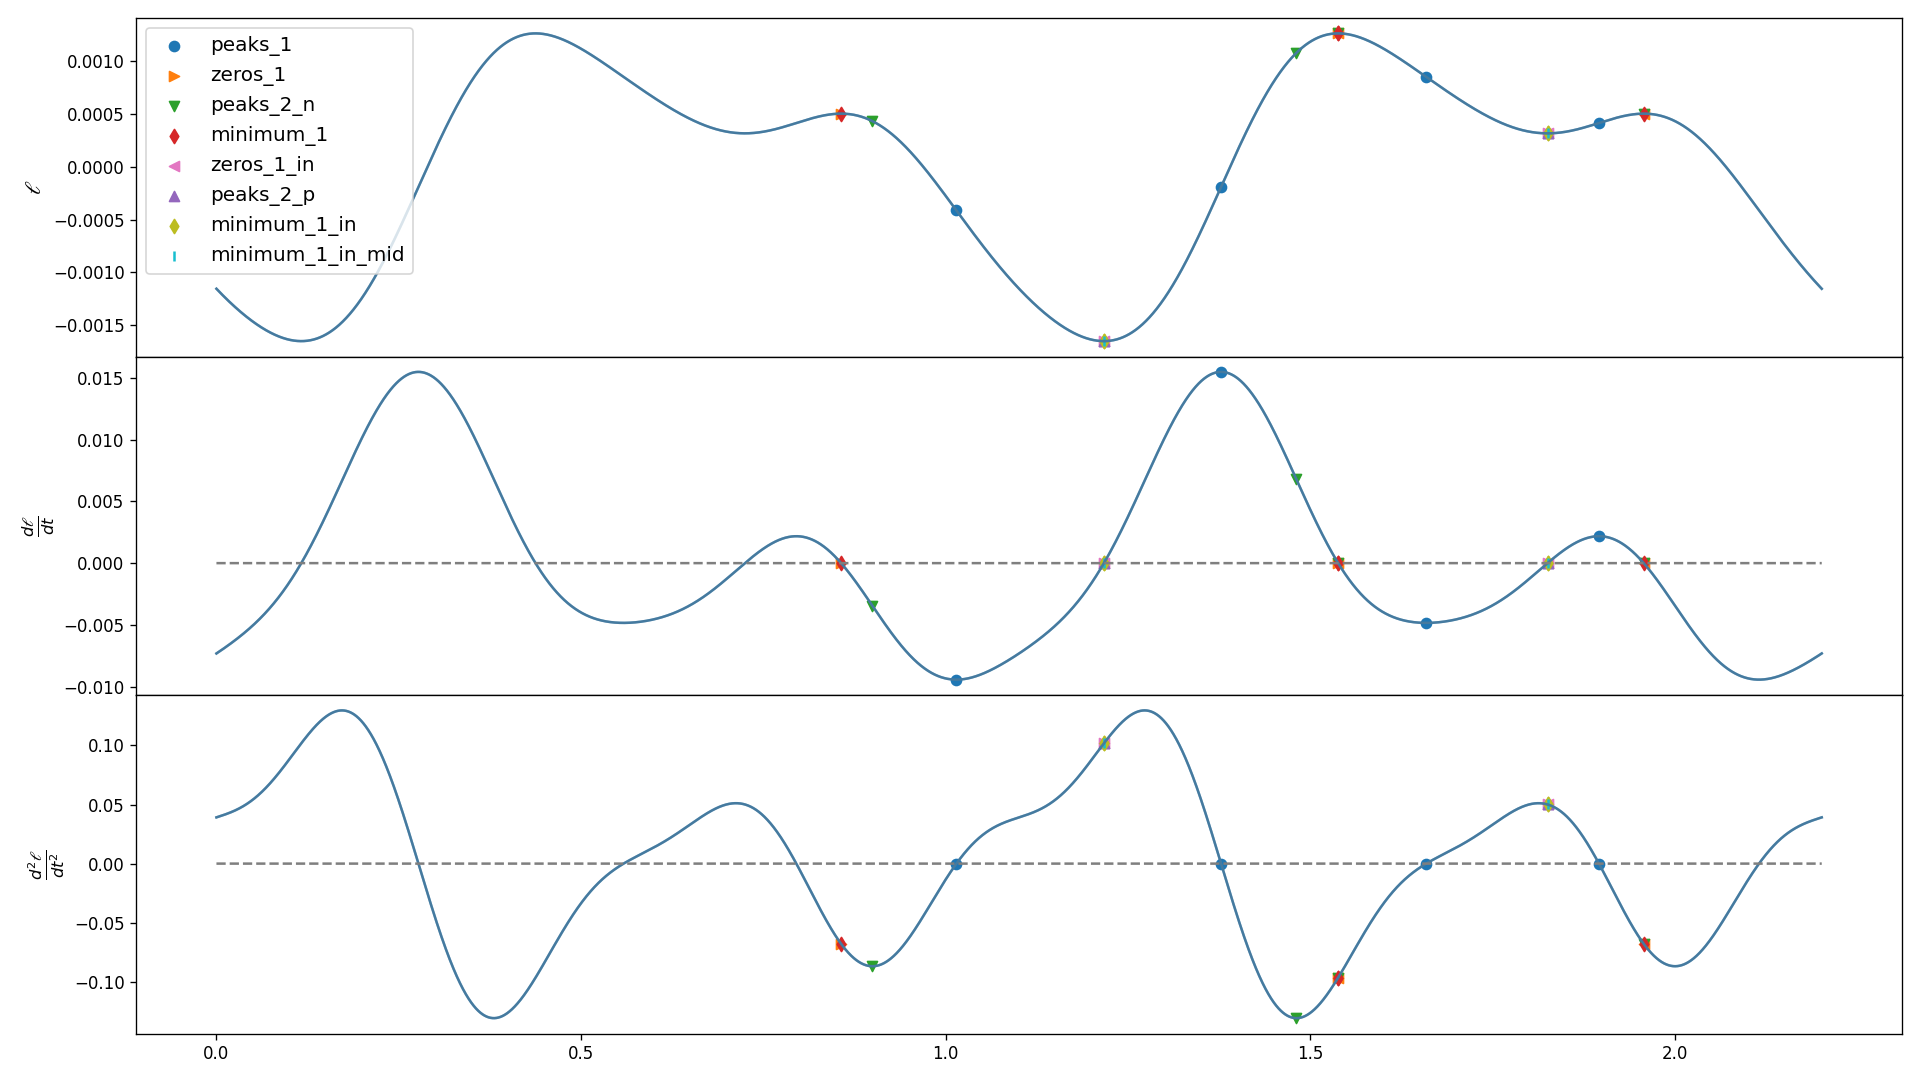 peaks_1
zeros_1
peaks_2_n
minimum_1
zeros_1_in
peaks_2_p
minimum_1_in
minimum_1_in_mid
0.0010
0.0005
0.0000
−0.0005
−0.0010
−0.0015
ℓ
0.015
0.010
0.005
0.000
−0.005
−0.010
dℓ
dt
0.10
0.05
0.00
−0.05
−0.10
d²ℓ
dt²
0.0 0.5 1.0 1.5 2.0